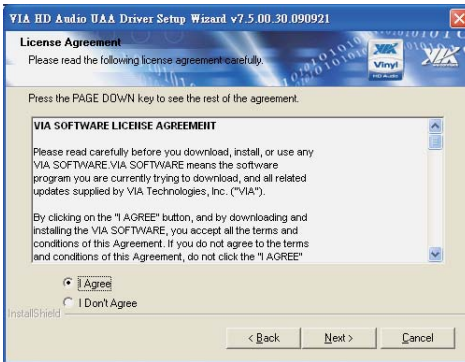 VIA HD Audio UAA Driver Setup Wizard v7.5.00.30.090921
License Agreement
Please read the following license agreement carefully.
VIA
Vinyl
HD Audio
VIA
Press the PAGE DOWN key to see the rest of the agreement.
VIA SOFTWARE LICENSE AGREEMENT
Please read carefully before you download, install, or use any
VIA SOFTWARE.VIA SOFTWARE means the software
program you are currently trying to download, and all related
updates supplied by VIA Technologies, Inc. ("VIA").
By clicking on the "I AGREE" button, and by downloading and
installing the VIA SOFTWARE, you accept all the terms and
conditions of this Agreement. If you do not agree to the terms
and conditions of this Agreement, do not click the "I AGREE"
I Agree
I Don't Agree
InstallShield
< Back Next > Cancel